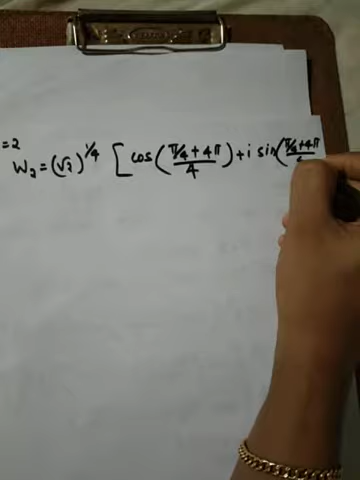 =2
W₂ = (√2)^1/4 [cos(π/4 + 4π / 4) + i sin(π/4 + 4π